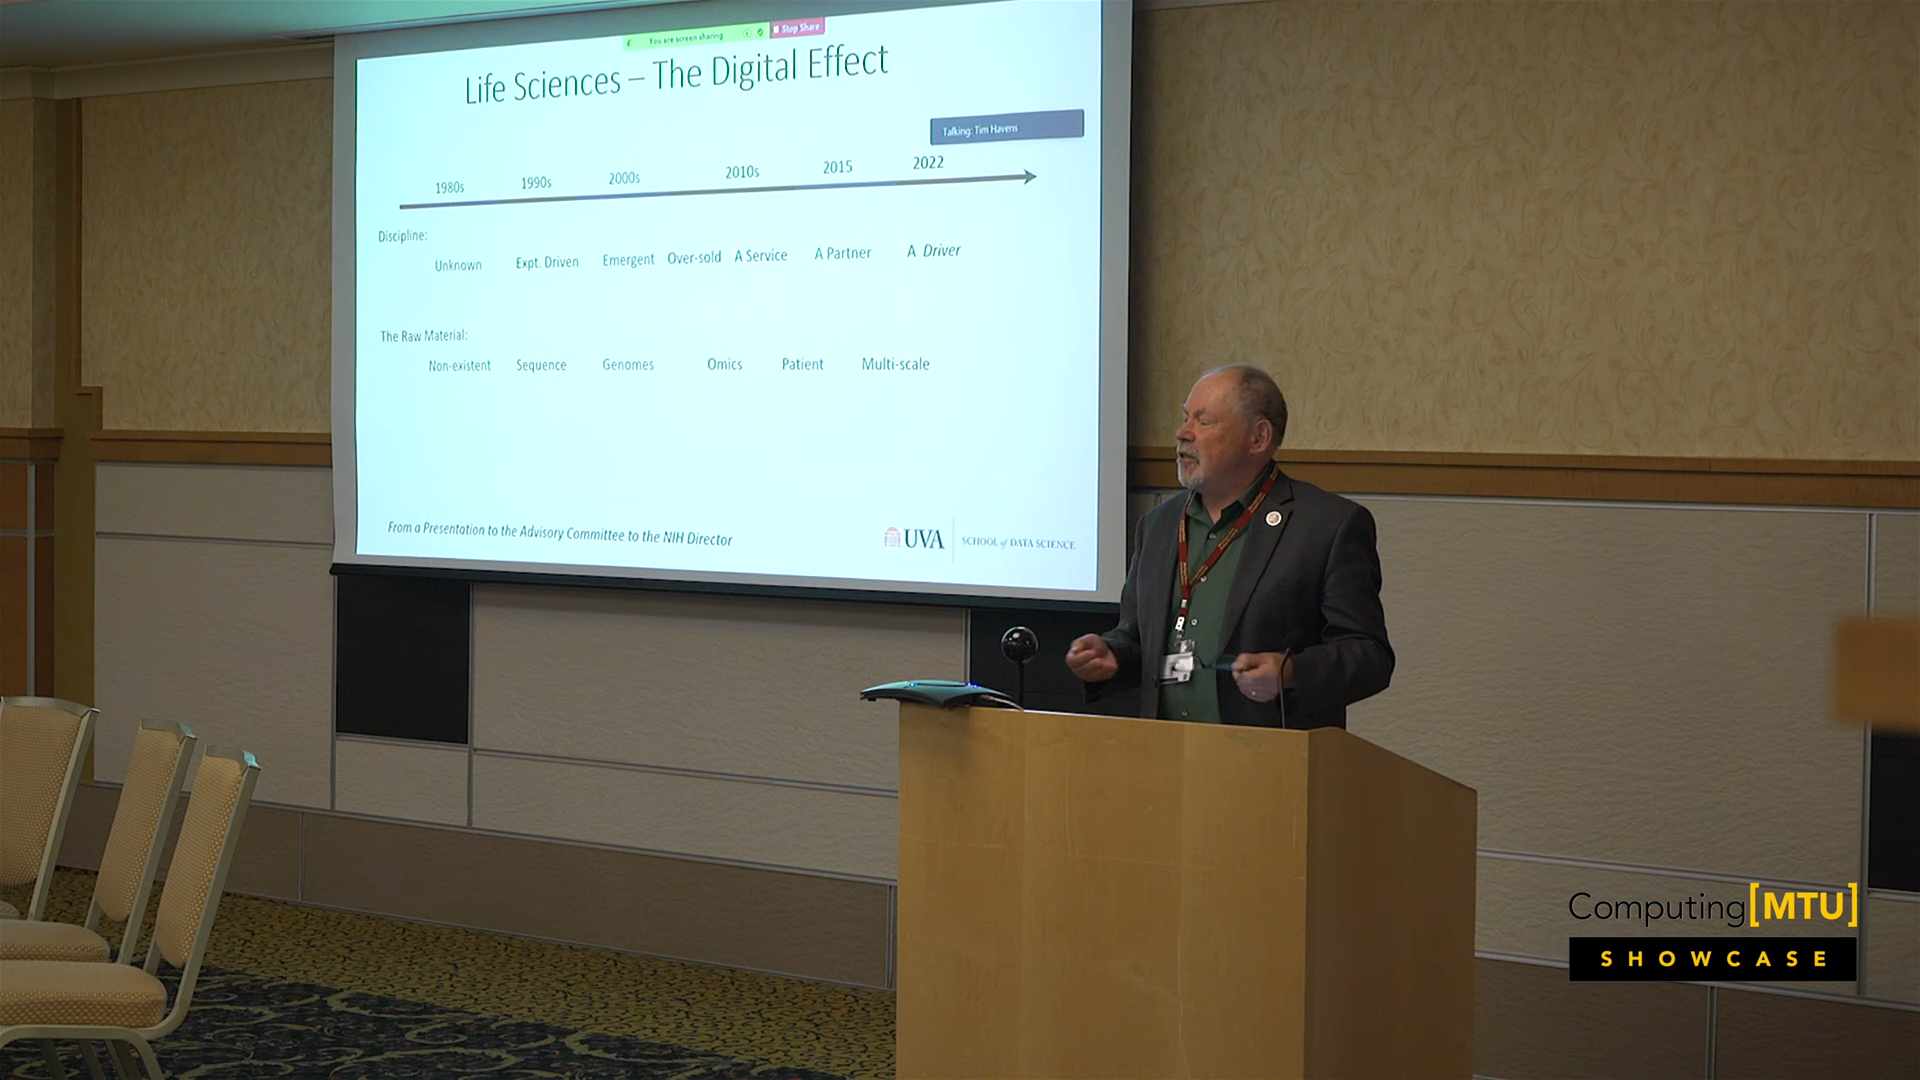 You are screen sharing
Stop Share
Life Sciences – The Digital Effect
Talking: Tim Havens
1980s 1990s 2000s 2010s 2015 2022
Discipline:
Unknown Expt. Driven Emergent Over-sold A Service A Partner A Driver
The Raw Material:
Non-existent Sequence Genomes Omics Patient Multi-scale
From a Presentation to the Advisory Committee to the NIH Director
UVA SCHOOL of DATA SCIENCE
Computing[MTU]
SHOWCASE